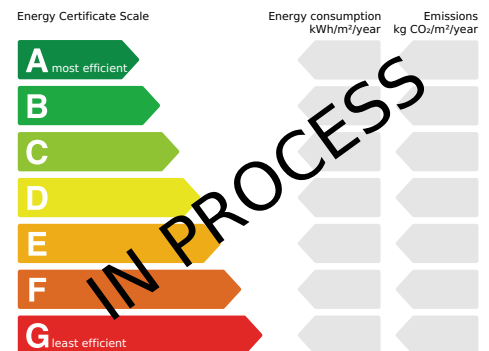 Energy Certificate Scale
Energy consumption
kWh/m²/year
Emissions
kg CO₂/m²/year
A most efficient
B
C
D
E
F
G least efficient
IN PROCESS